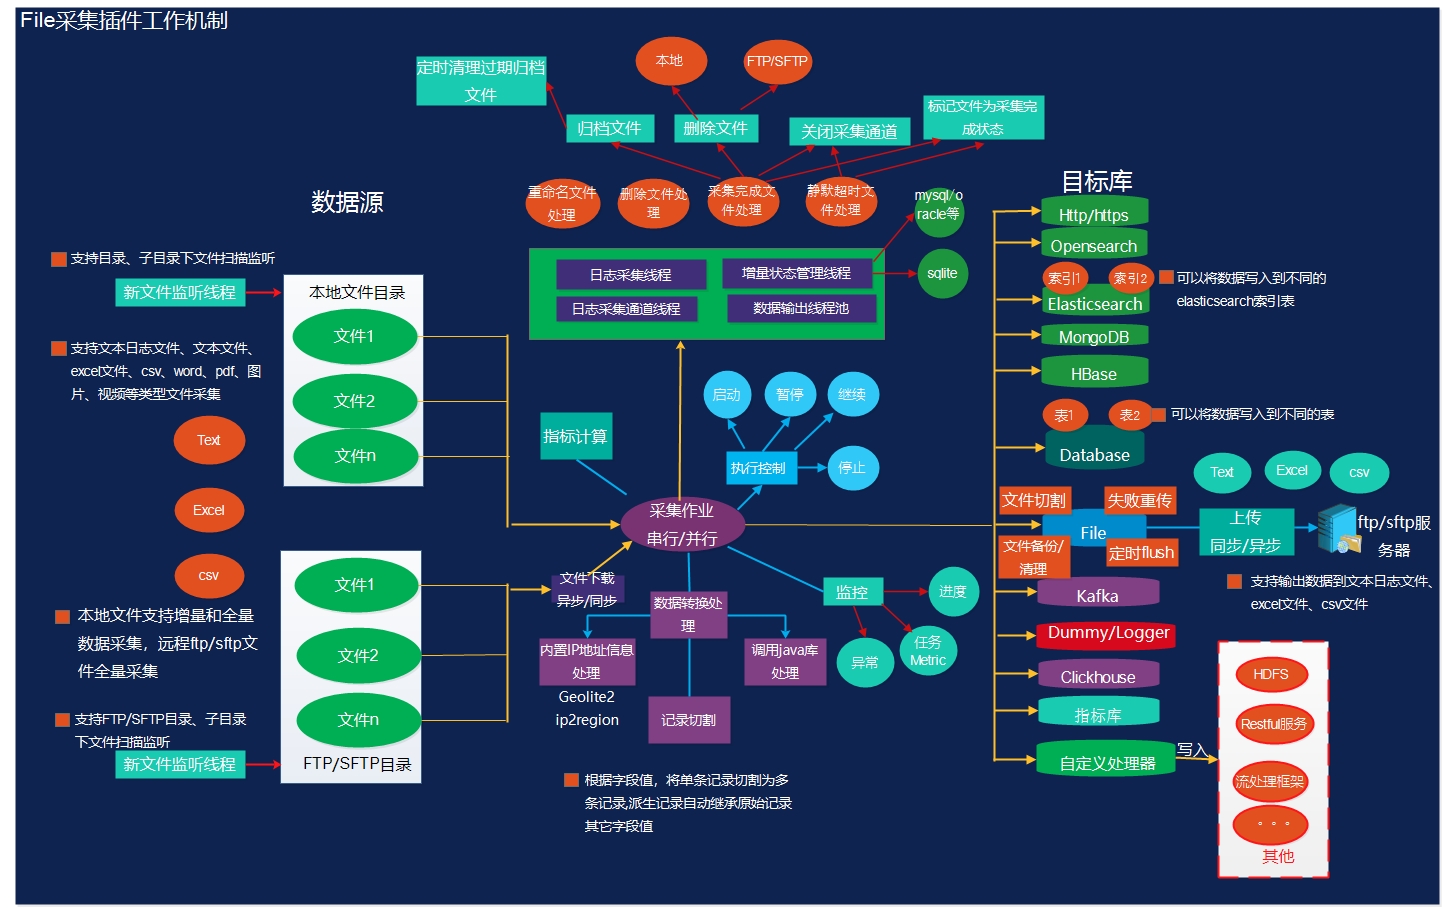 File采集插件工作机制
定时清理过期归档
文件
本地
FTP/SFTP
归档文件
删除文件
关闭采集通道
标记文件为采集完
成状态
重命名文件
处理
删除文件处
理
采集完成文
件处理
静默超时文
件处理
mysql/o
racle等
sqlite
日志采集线程
增量状态管理线程
日志采集通道线程
数据输出线程池
数据源
支持目录、子目录下文件扫描监听
新文件监听线程
本地文件目录
文件1
文件2
文件n
支持文本日志文件、文本文件、
excel文件、csv、word、pdf、图
片、视频等类型文件采集
Text
Excel
csv
本地文件支持增量和全量
数据采集，远程ftp/sftp文
件全量采集
支持FTP/SFTP目录、子目录
下文件扫描监听
新文件监听线程
文件1
文件2
文件n
FTP/SFTP目录
指标计算
启动
暂停
继续
执行控制
停止
采集作业
串行/并行
文件下载
异步/同步
数据转换处
理
内置IP地址信息
处理
Geolite2
ip2region
调用java库
处理
记录切割
根据字段值，将单条记录切割为多
条记录,派生记录自动继承原始记录
其它字段值
监控
进度
异常
任务
Metric
目标库
Http/https
Opensearch
索引1
索引2
Elasticsearch
可以将数据写入到不同的
elasticsearch索引表
MongoDB
HBase
表1
表2
可以将数据写入到不同的表
Database
文件切割
失败重传
File
文件备份/
清理
定时flush
Text
Excel
csv
上传
同步/异步
ftp/sftp服
务器
支持输出数据到文本日志文件、
excel文件、csv文件
Kafka
Dummy/Logger
Clickhouse
指标库
自定义处理器
写入
HDFS
Restful服务
流处理框架
。。。
其他